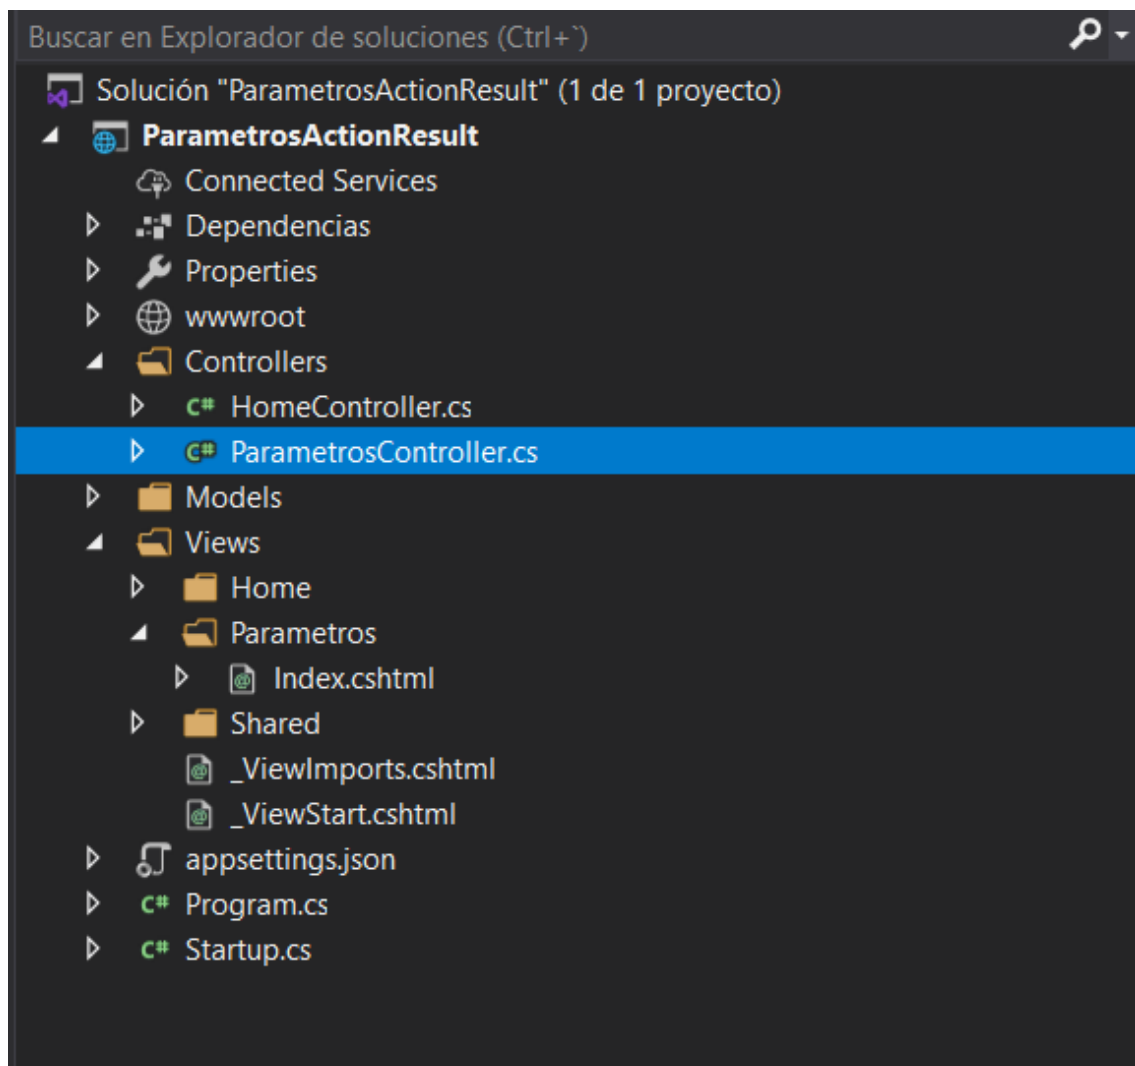 Buscar en Explorador de soluciones (Ctrl+`)
Solución "ParametrosActionResult" (1 de 1 proyecto)
ParametrosActionResult
Connected Services
Dependencias
Properties
wwwroot
Controllers
C# HomeController.cs
C# ParametrosController.cs
Models
Views
Home
Parametros
@ Index.cshtml
Shared
@ _ViewImports.cshtml
@ _ViewStart.cshtml
appsettings.json
C# Program.cs
C# Startup.cs